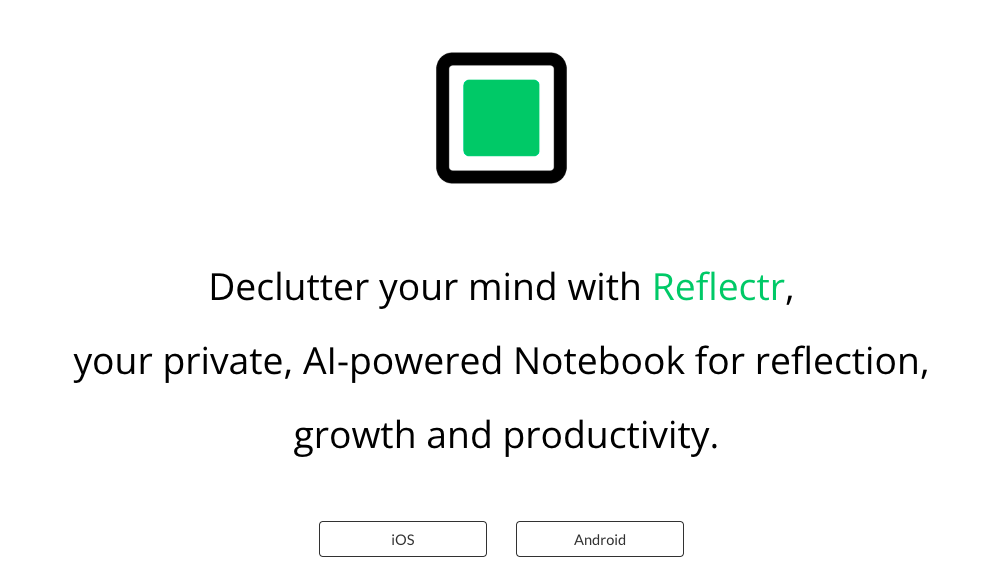 Declutter your mind with Reflectr,
your private, AI-powered Notebook for reflection,
growth and productivity.
iOS
Android